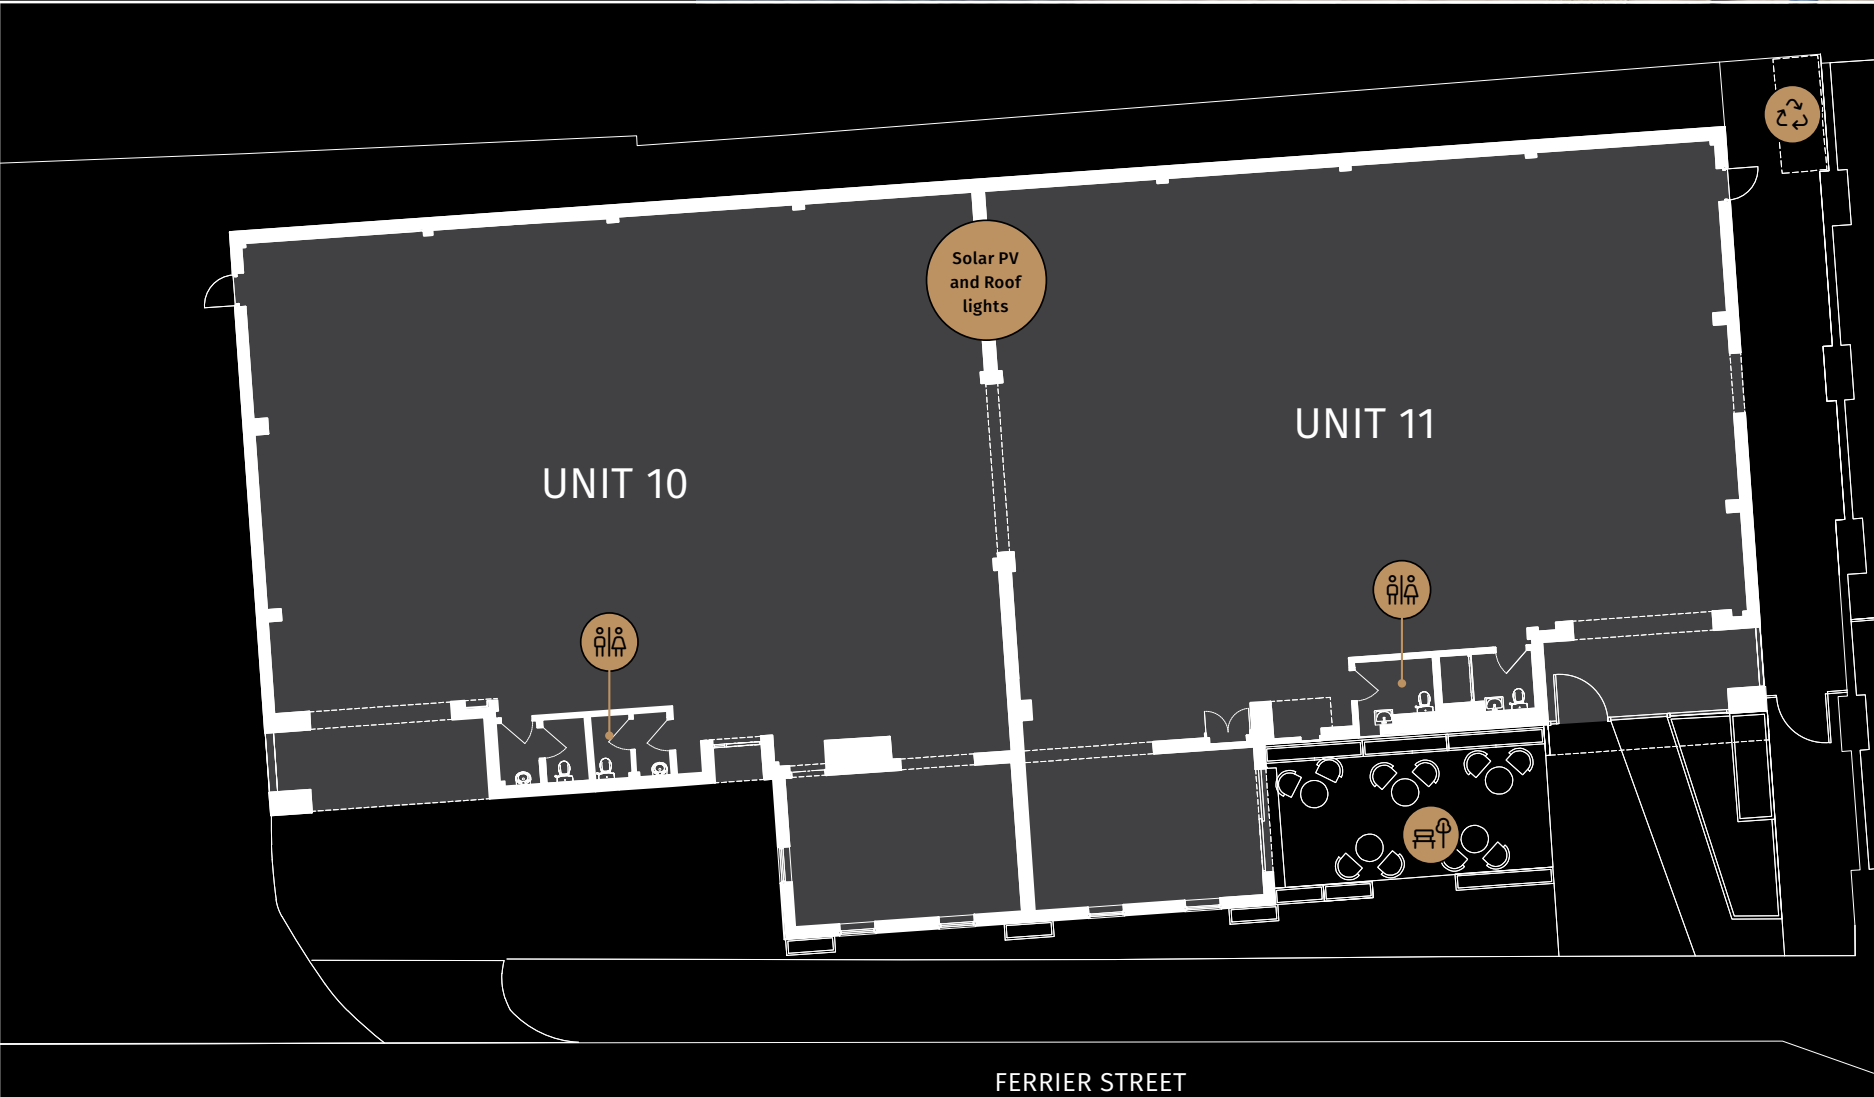 Solar PV
and Roof
lights
UNIT 11
UNIT 10
FERRIER STREET